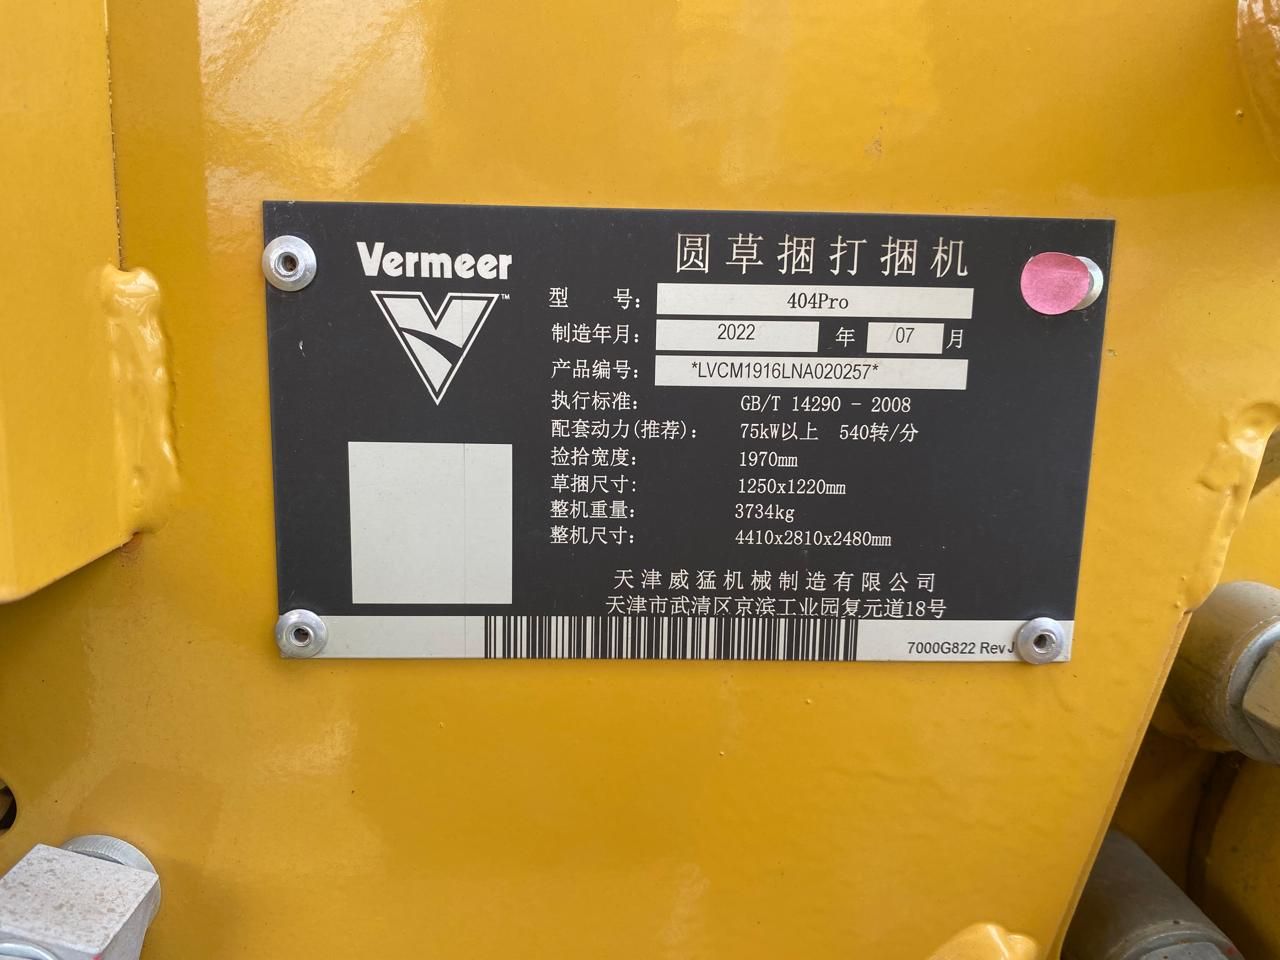 Vermeer
™
圆草捆打捆机
型 号： 404Pro
制造年月： 2022 年 07 月
产品编号： *LVCM1916LNA020257*
执行标准： GB/T 14290 - 2008
配套动力(推荐)： 75kW以上 540转/分
捡拾宽度： 1970mm
草捆尺寸： 1250x1220mm
整机重量： 3734kg
整机尺寸： 4410x2810x2480mm
天津威猛机械制造有限公司
天津市武清区京滨工业园复元道18号
7000G822 Rev J